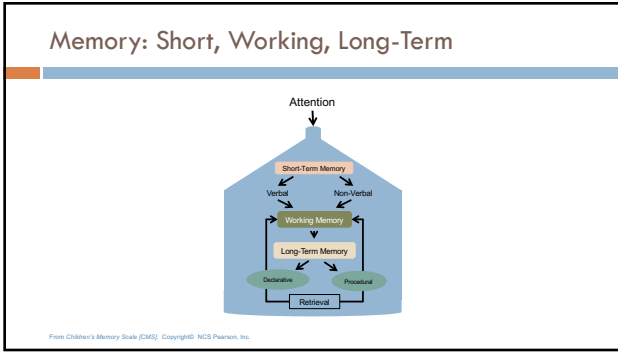 Memory: Short, Working, Long-Term
Attention
Short-Term Memory
Verbal
Non-Verbal
Working Memory
Long-Term Memory
Declarative
Procedural
Retrieval
From Children's Memory Scale [CMS]. Copyright© NCS Pearson, Inc.